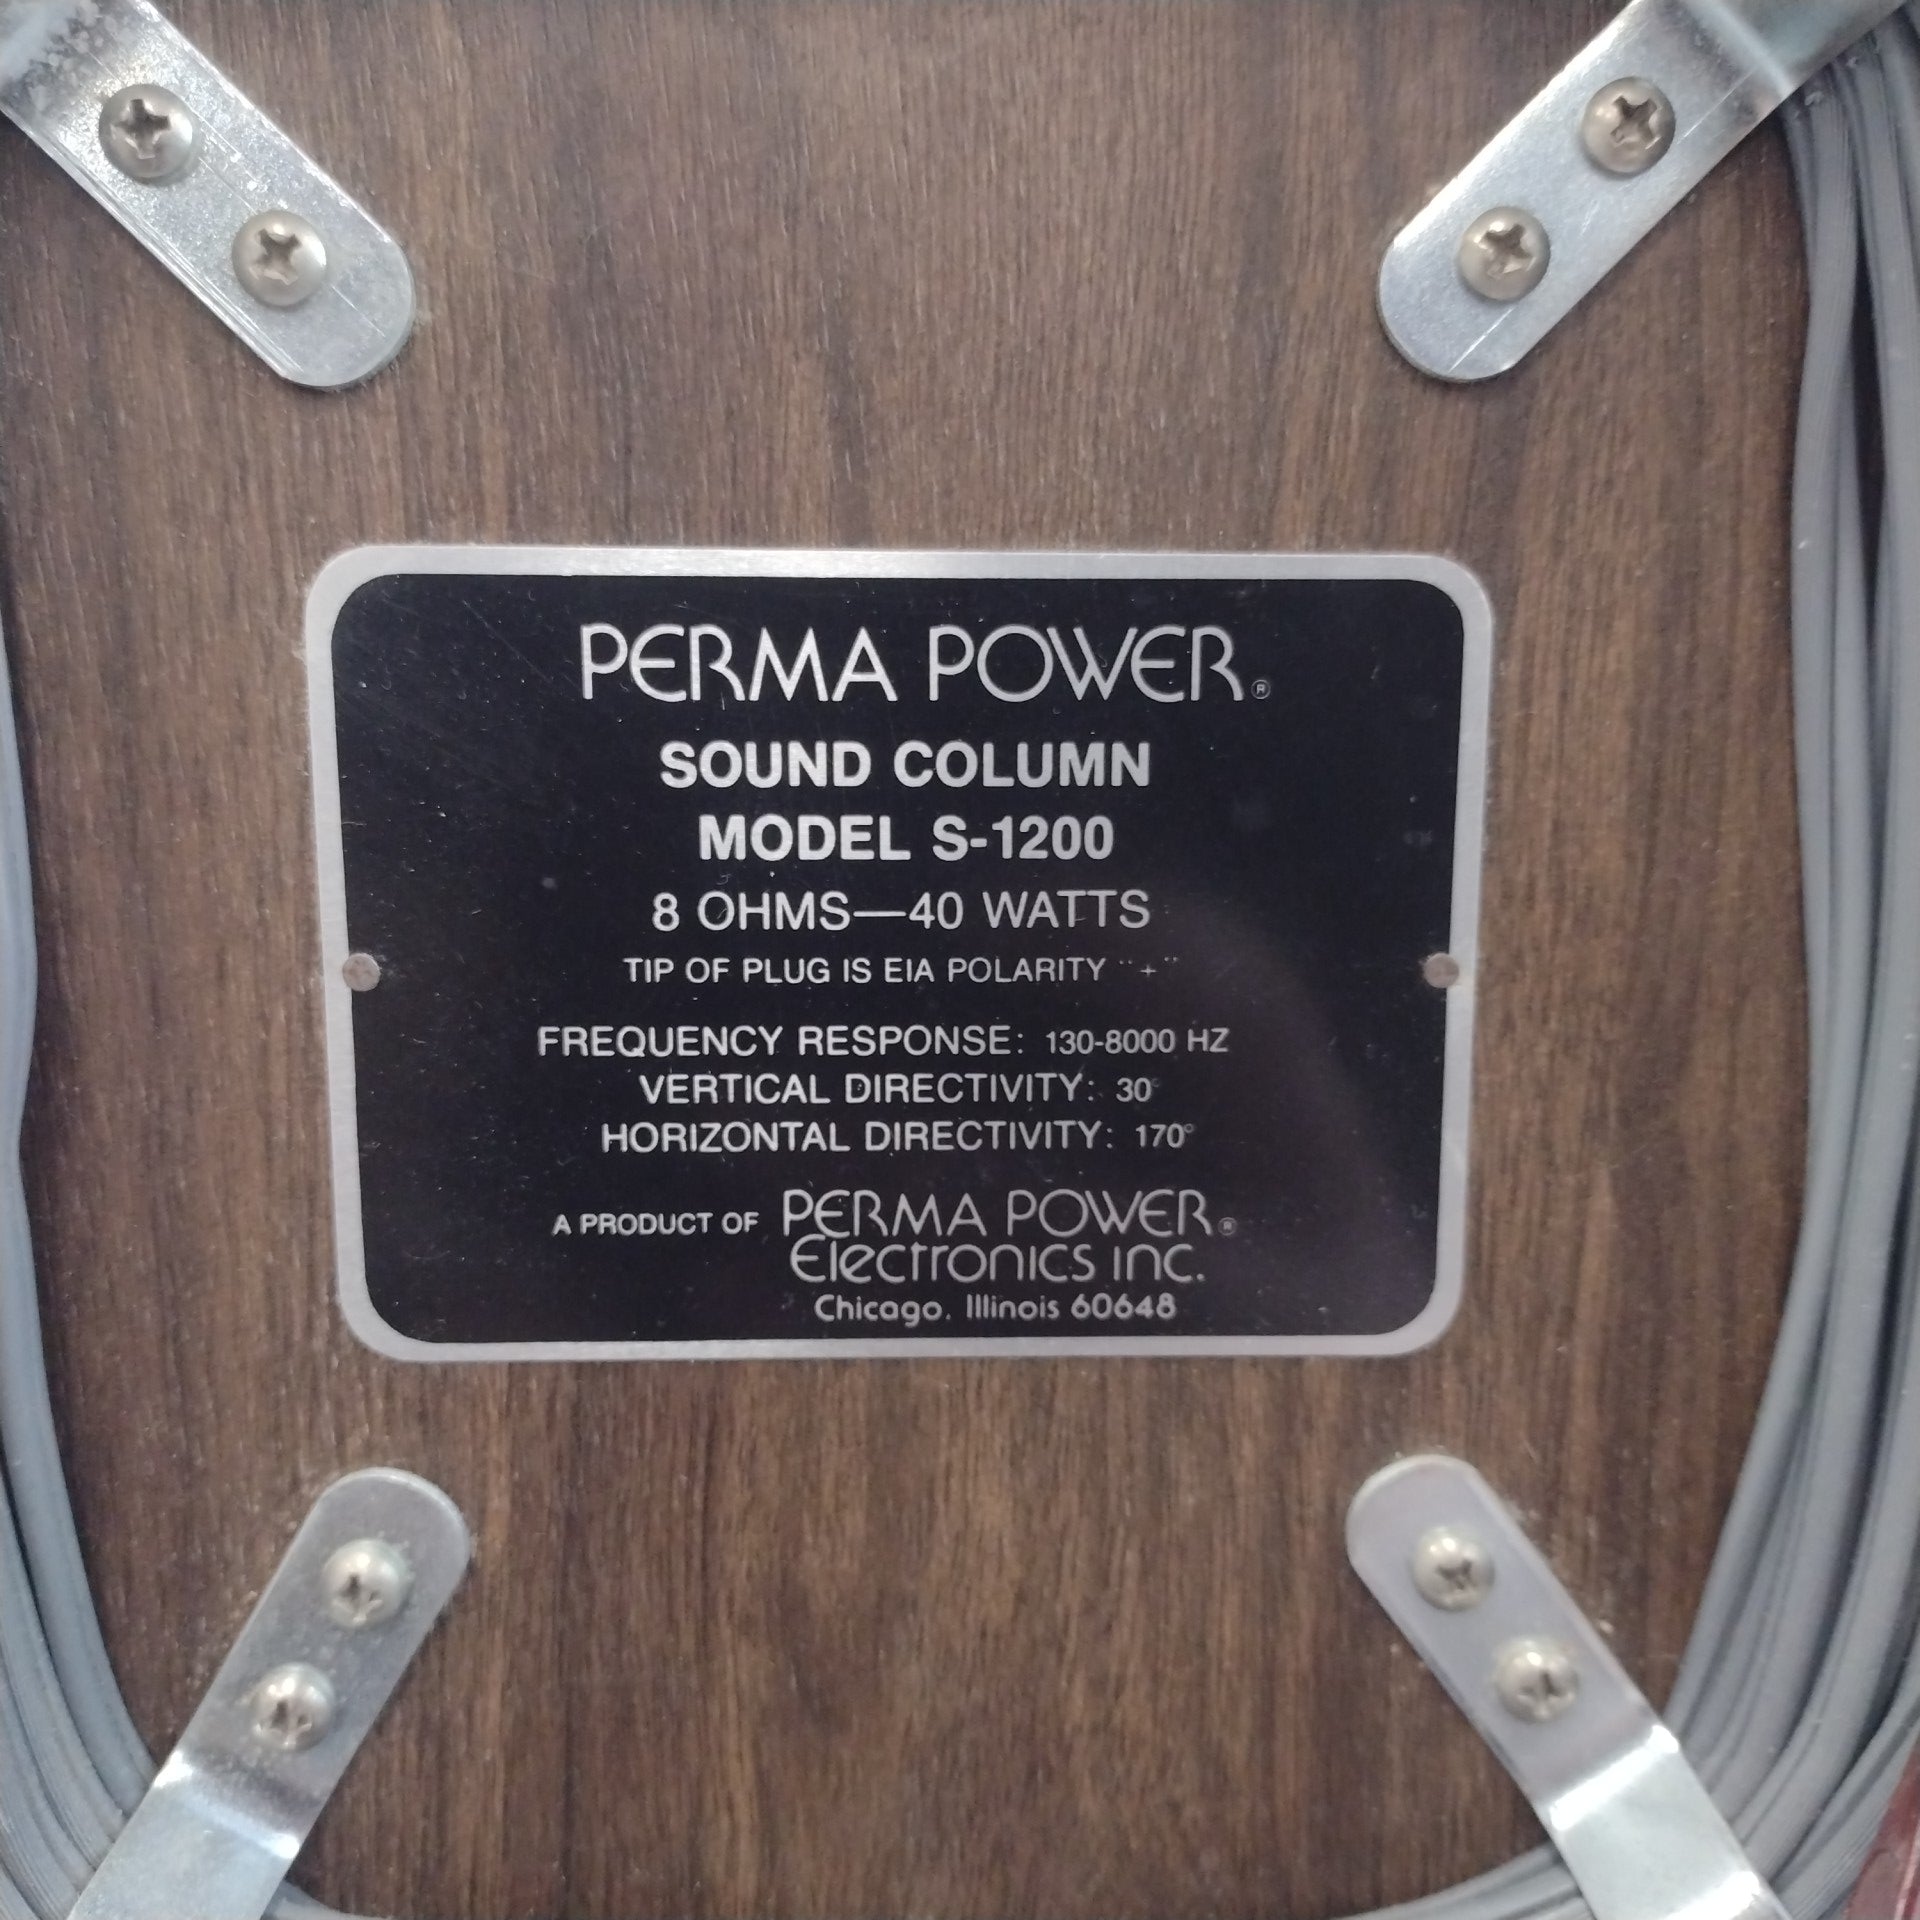 PERMA POWER®
SOUND COLUMN
MODEL S-1200
8 OHMS—40 WATTS
TIP OF PLUG IS EIA POLARITY "+"
FREQUENCY RESPONSE: 130-8000 HZ
VERTICAL DIRECTIVITY: 30°
HORIZONTAL DIRECTIVITY: 170°
A PRODUCT OF PERMA POWER®
Electronics Inc.
Chicago, Illinois 60648